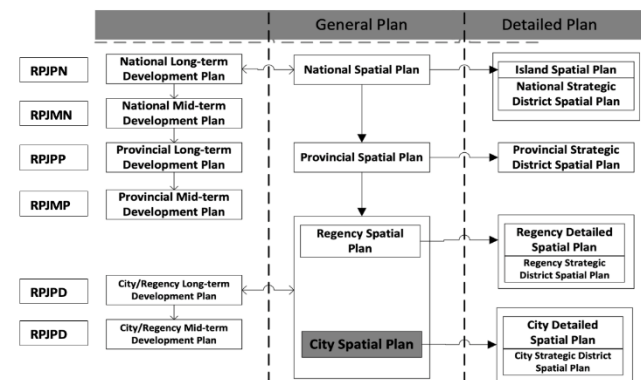 General Plan
Detailed Plan
RPJPN
National Long-term
Development Plan
National Spatial Plan
Island Spatial Plan
National Strategic
District Spatial Plan
RPJMN
National Mid-term
Development Plan
RPJPP
Provincial Long-term
Development Plan
Provincial Spatial Plan
Provincial Strategic
District Spatial Plan
RPJMP
Provincial Mid-term
Development Plan
Regency Spatial
Plan
Regency Detailed
Spatial Plan
Regency Strategic
District Spatial Plan
RPJPD
City/Regency Long-term
Development Plan
RPJPD
City/Regency Mid-term
Development Plan
City Spatial Plan
City Detailed
Spatial Plan
City Strategic District
Spatial Plan